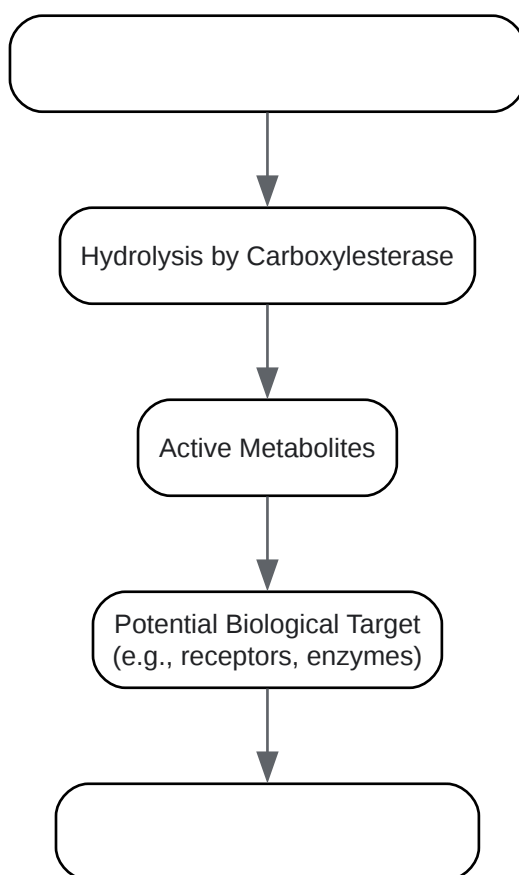 Hydrolysis by Carboxylesterase
Active Metabolites
Potential Biological Target
(e.g., receptors, enzymes)